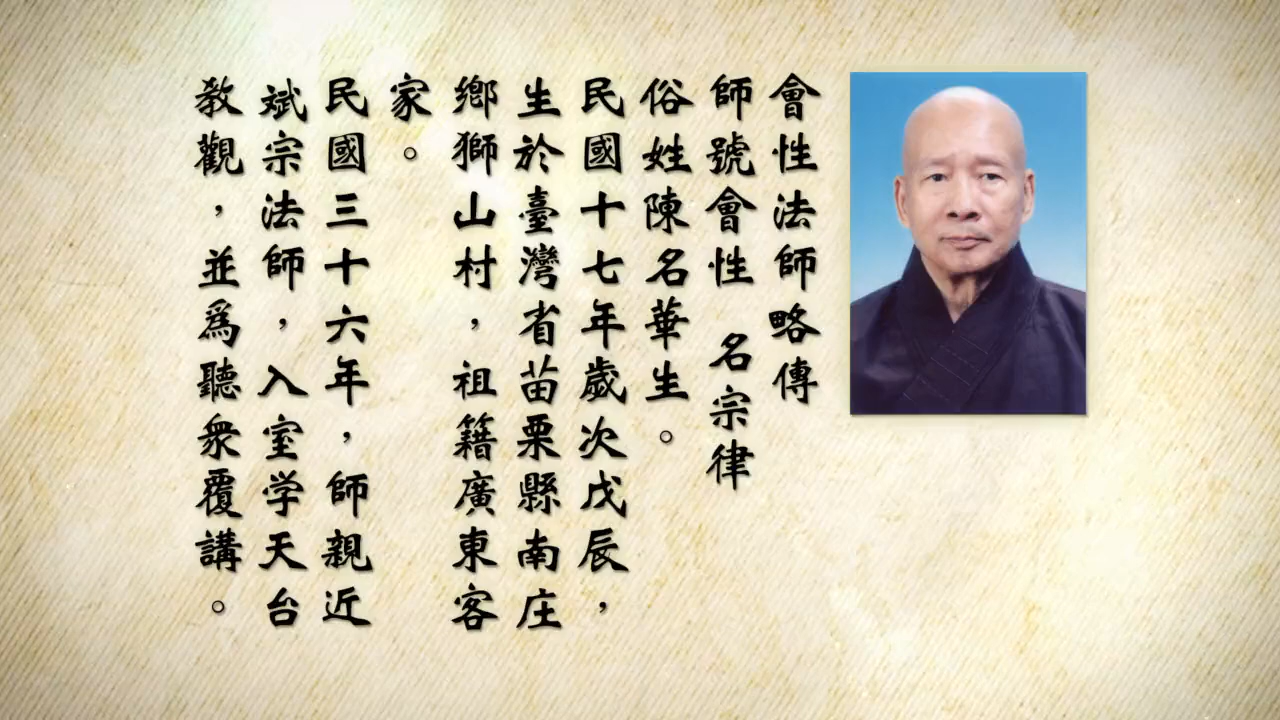 會性法師略傳
師號會性 名宗律
俗姓陳名華生。
民國十七年歲次戊辰，
生於臺灣省苗栗縣南庄
鄉獅山村，祖籍廣東客
家。
民國三十六年，師親近
斌宗法師，入室学天台
教觀，並為聽衆覆講。